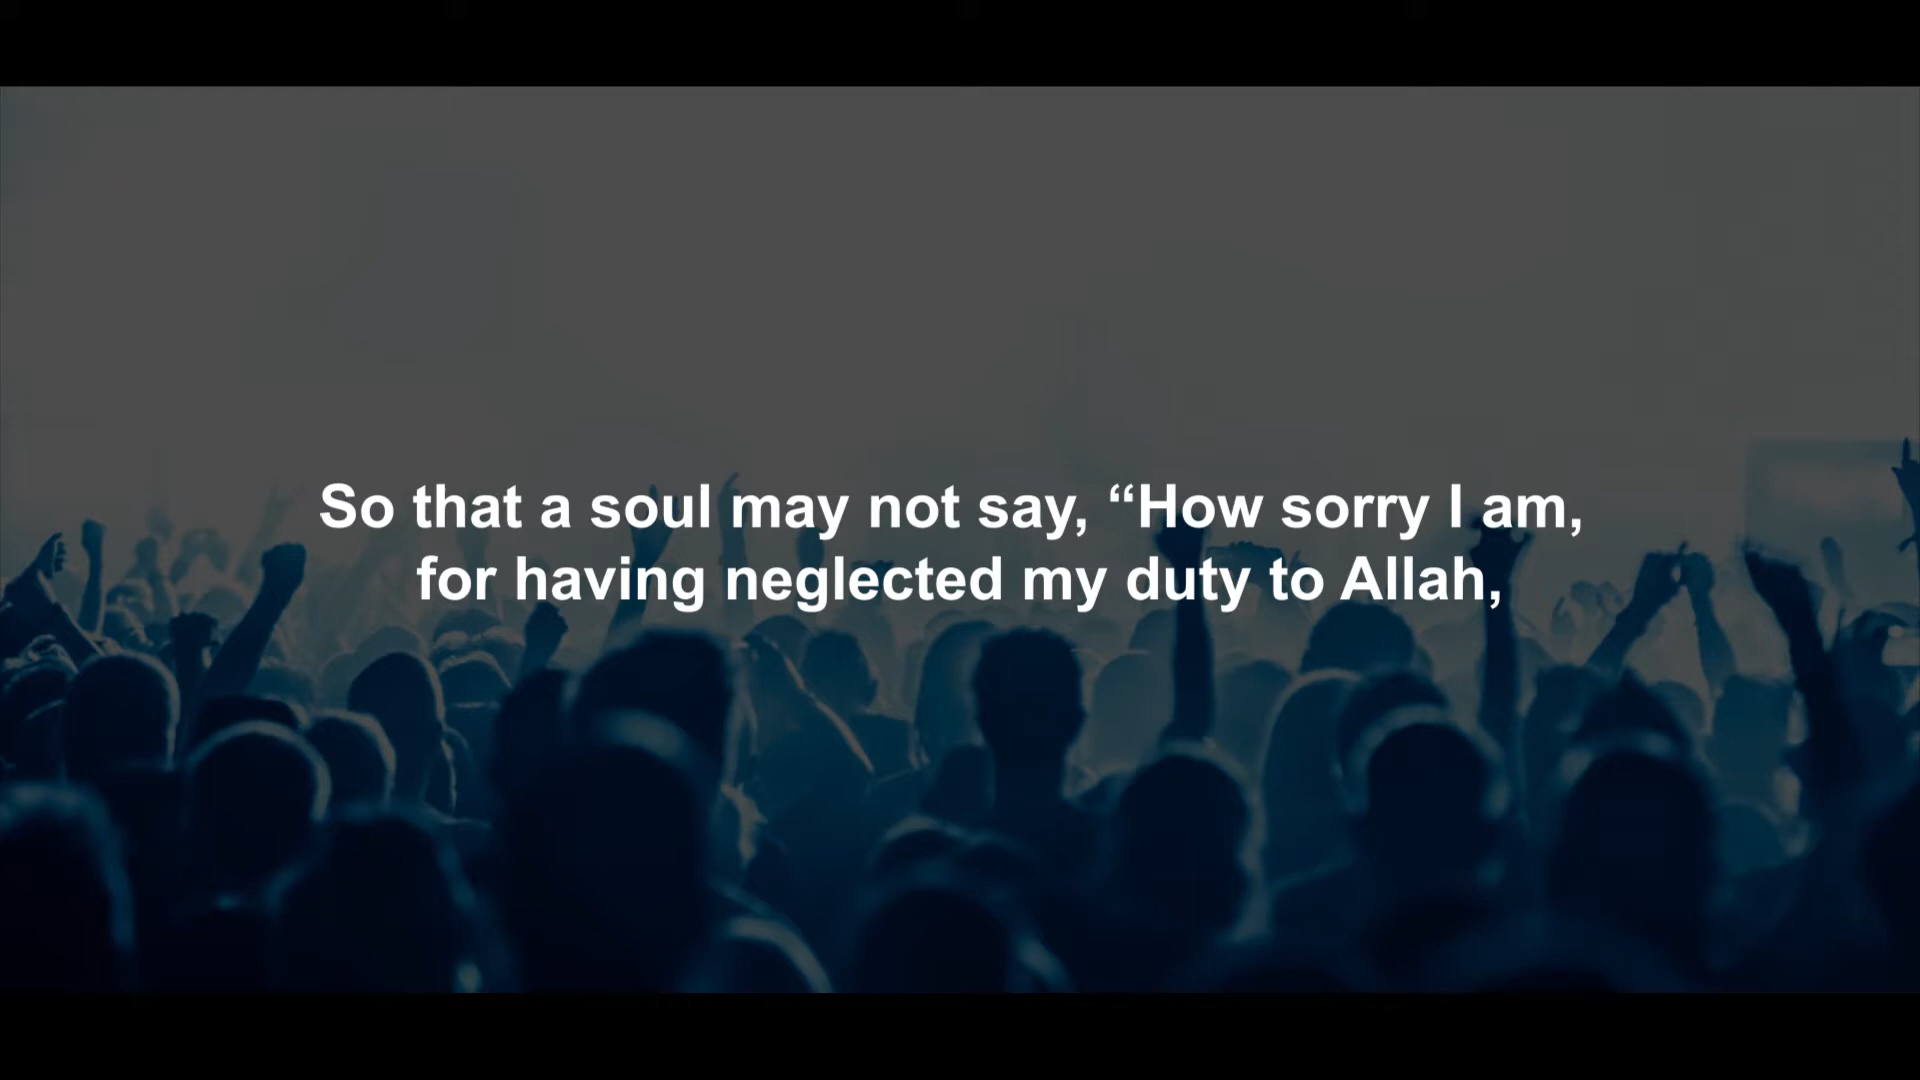 So that a soul may not say, “How sorry I am,
for having neglected my duty to Allah,